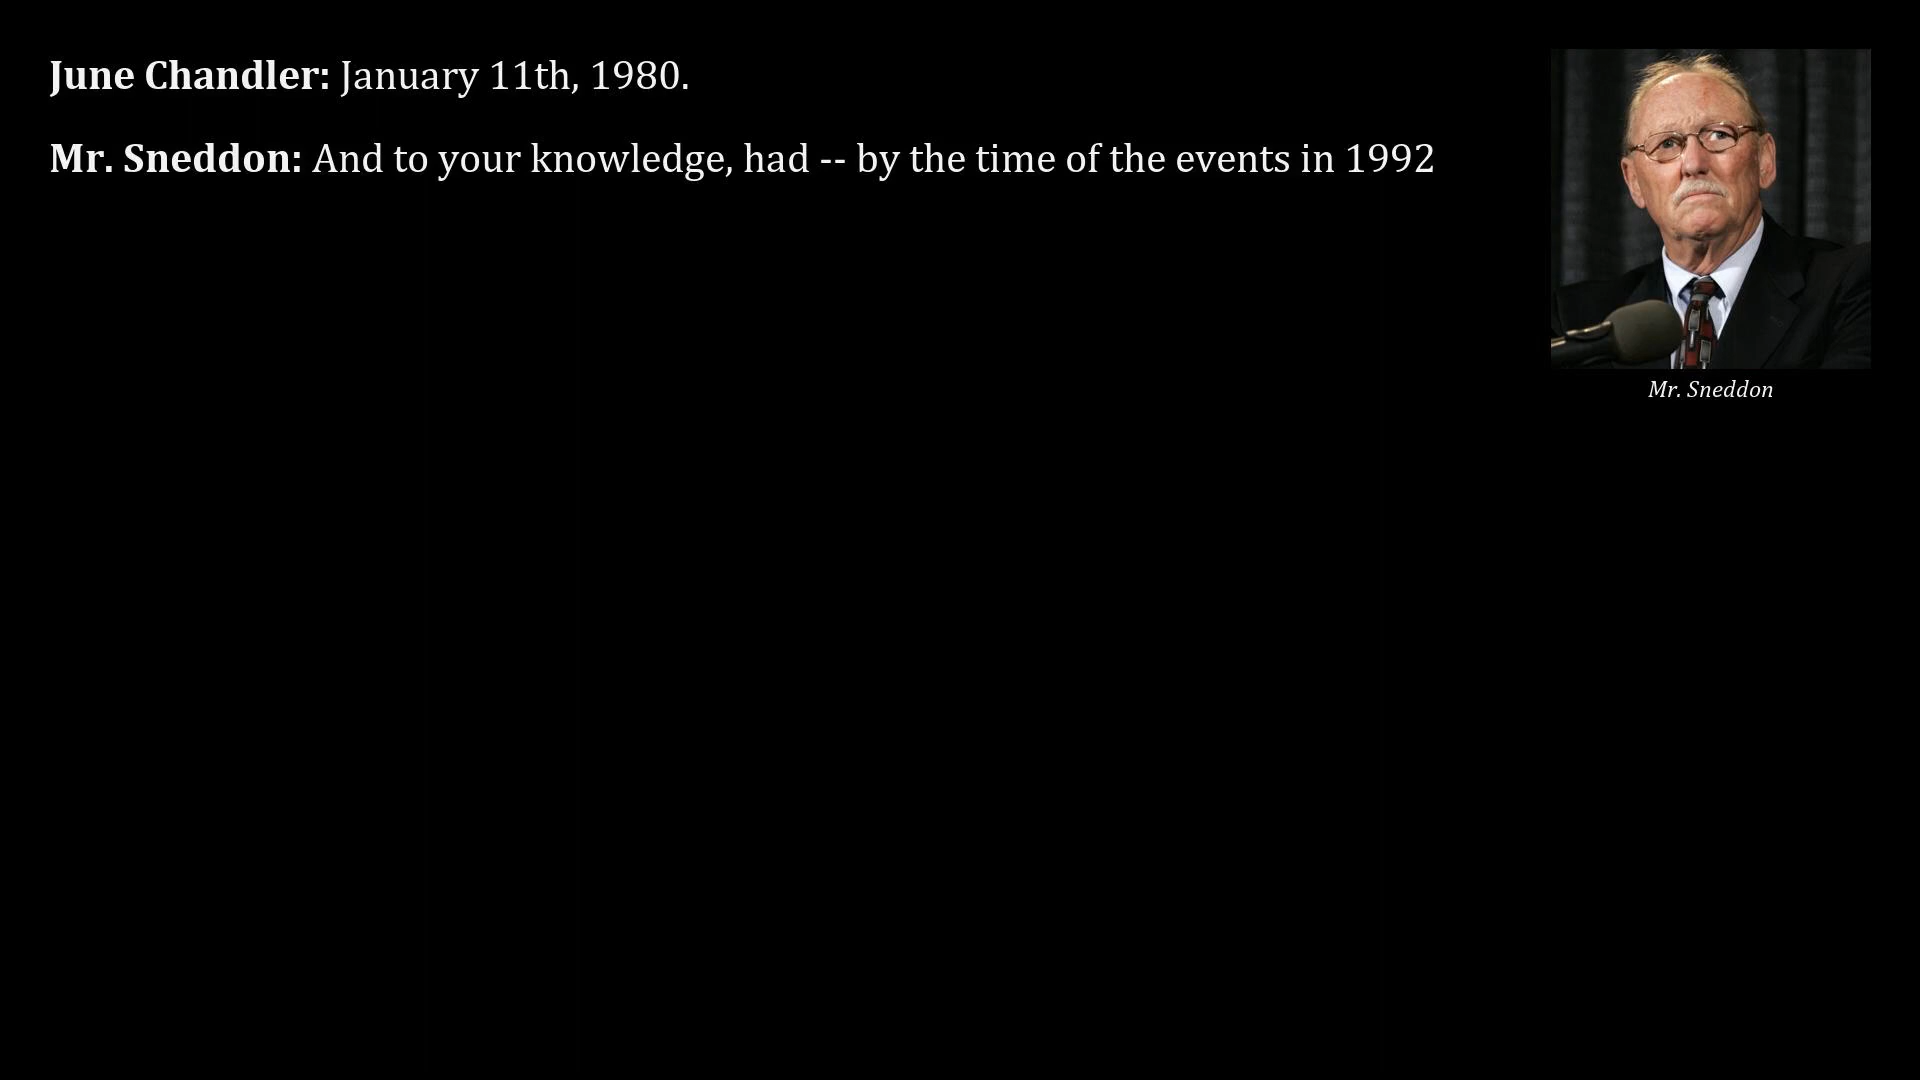 June Chandler: January 11th, 1980.
Mr. Sneddon: And to your knowledge, had -- by the time of the events in 1992
Mr. Sneddon